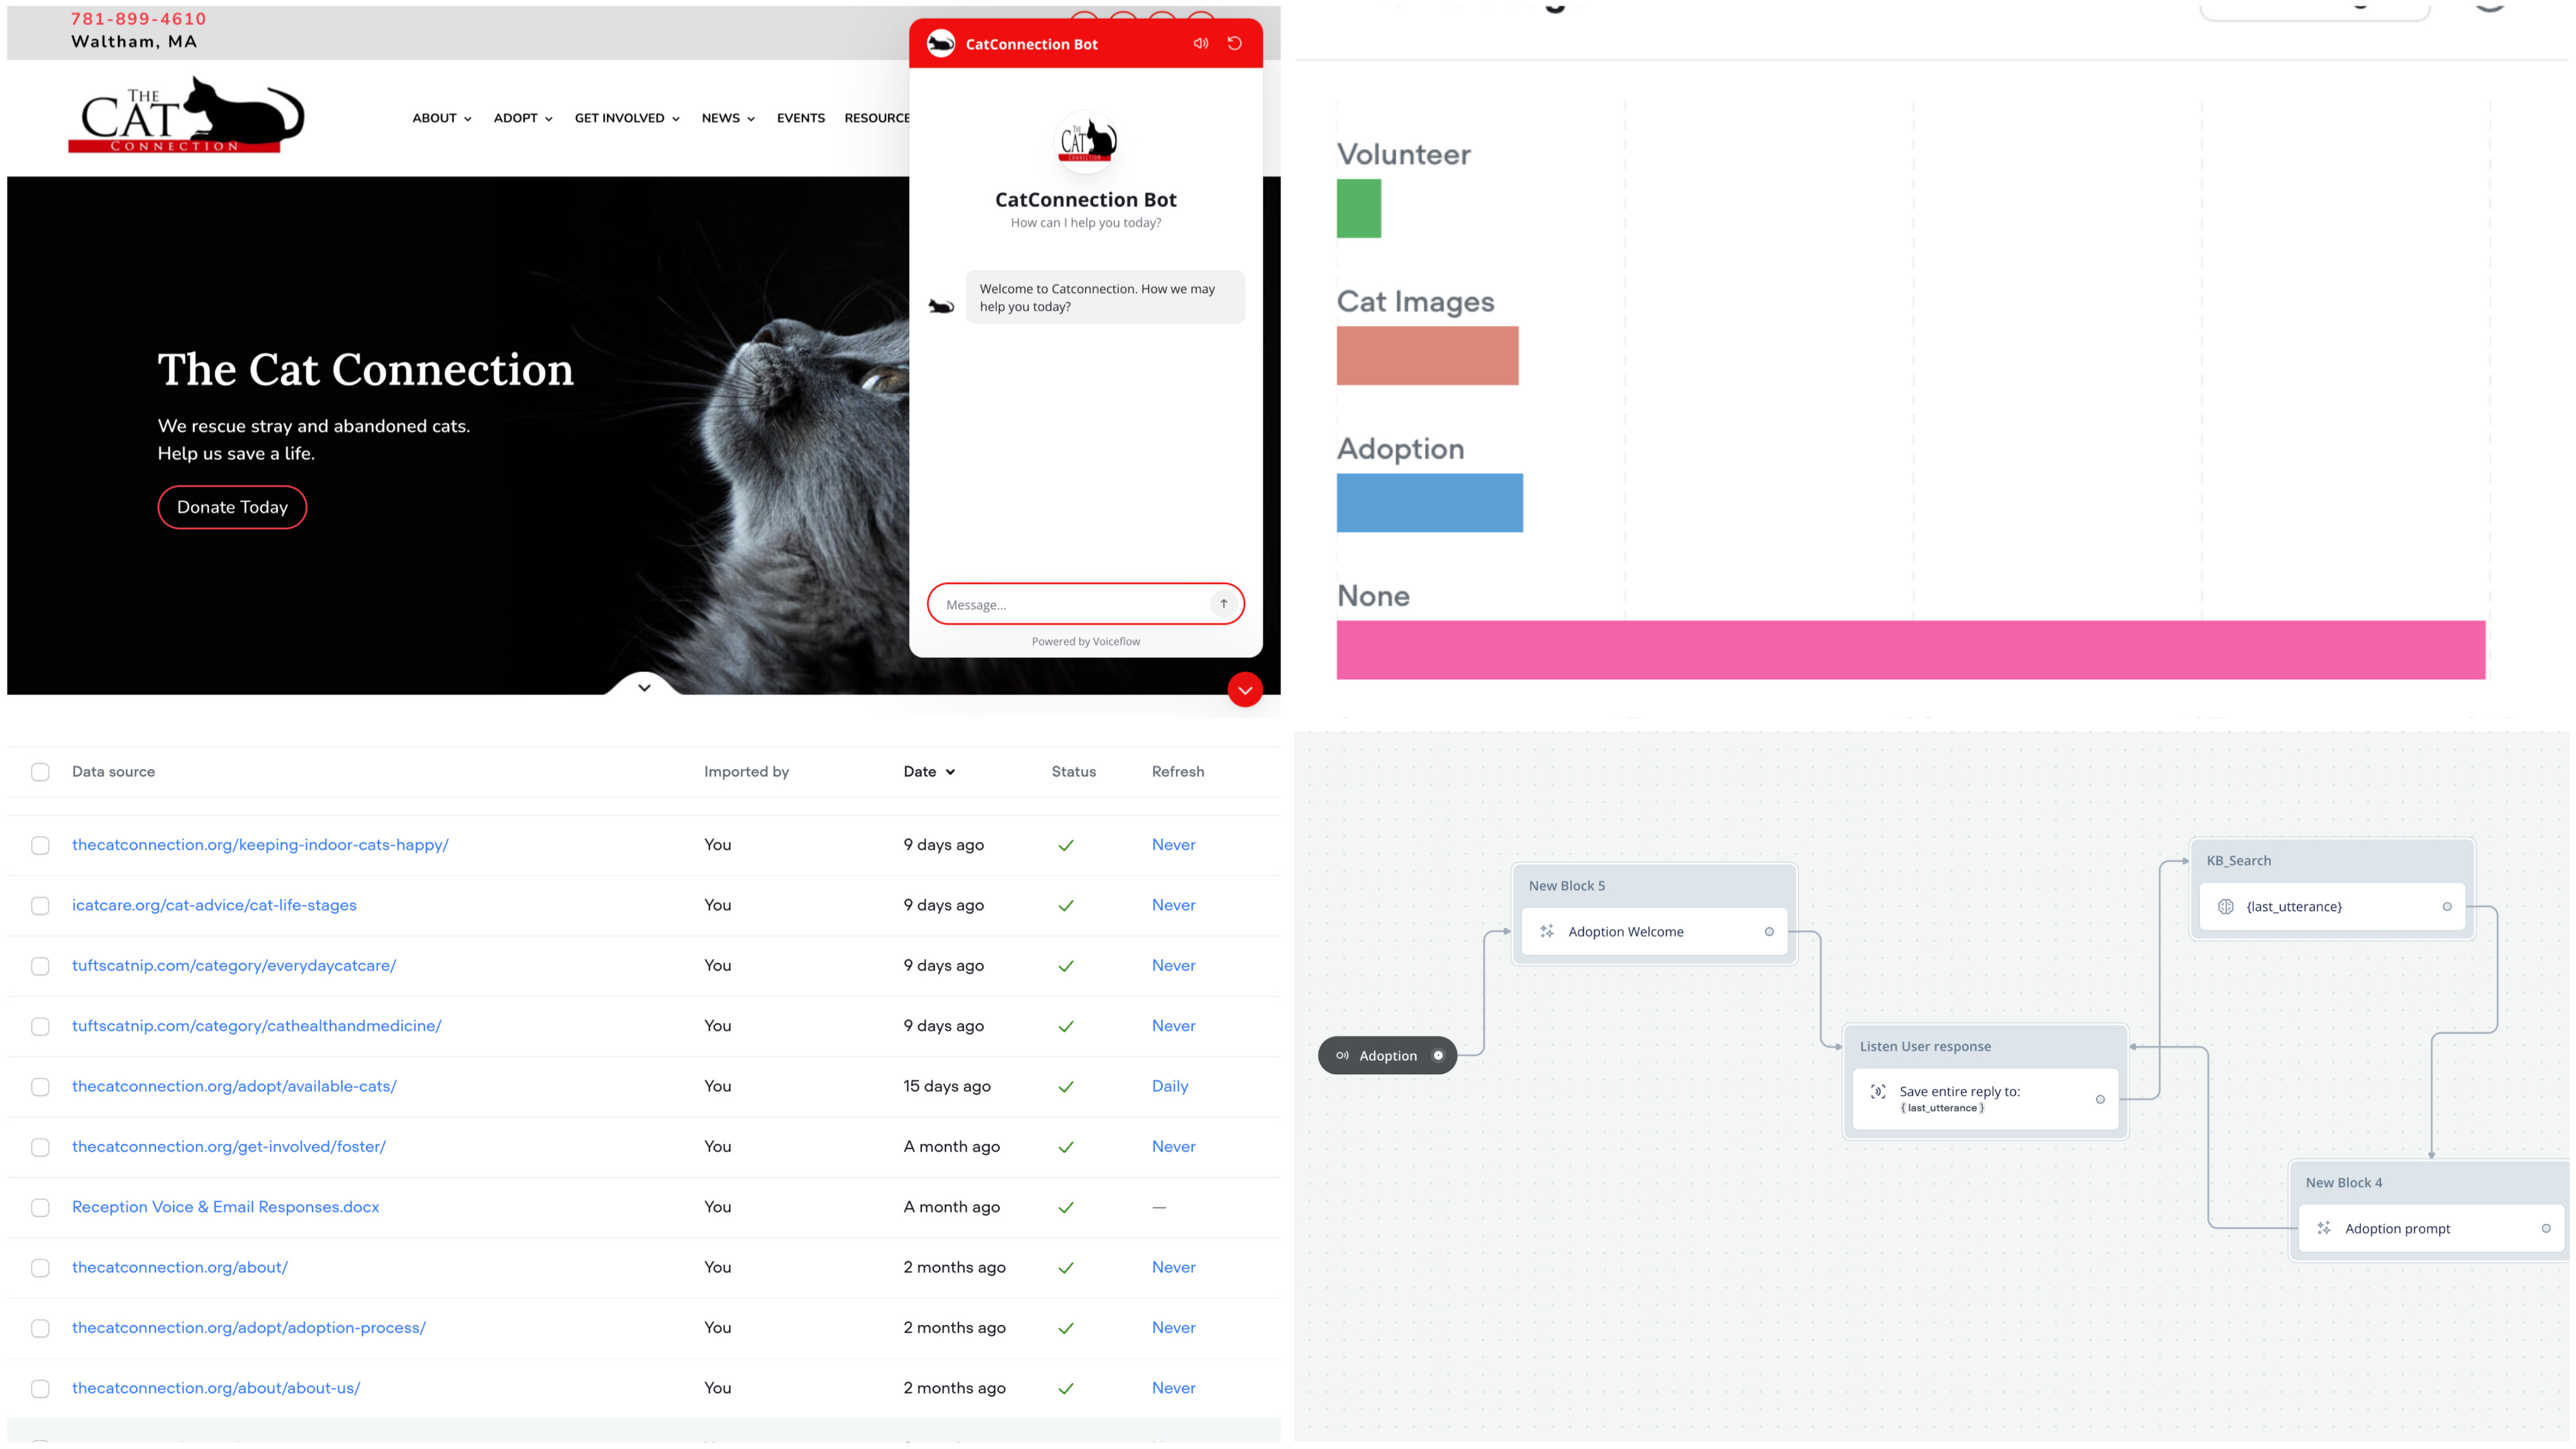 781-899-4610
Waltham, MA
THE
CAT
CONNECTION
ABOUT
ADOPT
GET INVOLVED
NEWS
EVENTS
RESOURCE
The Cat Connection
We rescue stray and abandoned cats.
Help us save a life.
Donate Today
CatConnection Bot
THE
CAT
CONNECTION
CatConnection Bot
How can I help you today?
Welcome to Catconnection. How we may
help you today?
Message...
Powered by Voiceflow
Volunteer
Cat Images
Adoption
None
Data source Imported by Date Status Refresh
thecatconnection.org/keeping-indoor-cats-happy/ You 9 days ago Never
icatcare.org/cat-advice/cat-life-stages You 9 days ago Never
tuftscatnip.com/category/everydaycatcare/ You 9 days ago Never
tuftscatnip.com/category/cathealthandmedicine/ You 9 days ago Never
thecatconnection.org/adopt/available-cats/ You 15 days ago Daily
thecatconnection.org/get-involved/foster/ You A month ago Never
Reception Voice & Email Responses.docx You A month ago —
thecatconnection.org/about/ You 2 months ago Never
thecatconnection.org/adopt/adoption-process/ You 2 months ago Never
thecatconnection.org/about/about-us/ You 2 months ago Never
Adoption
New Block 5
Adoption Welcome
Listen User response
Save entire reply to:
{last_utterance}
KB_Search
{last_utterance}
New Block 4
Adoption prompt